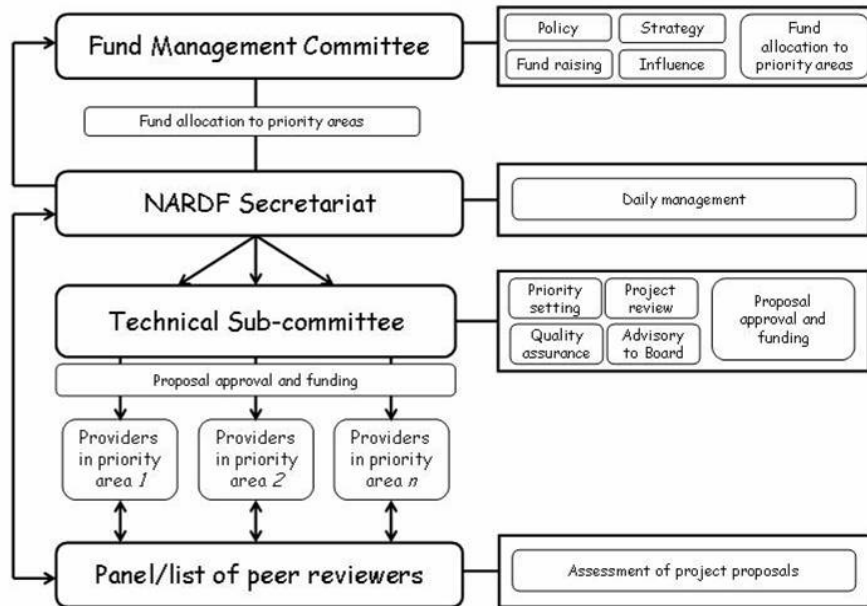 Fund Management Committee
Policy
Strategy
Fund raising
Influence
Fund
allocation to
priority areas
Fund allocation to priority areas
NARDF Secretariat
Daily management
Technical Sub-committee
Priority
setting
Project
review
Quality
assurance
Advisory
to Board
Proposal
approval and
funding
Proposal approval and funding
Providers
in priority
area 1
Providers
in priority
area 2
Providers
in priority
area n
Panel/list of peer reviewers
Assessment of project proposals